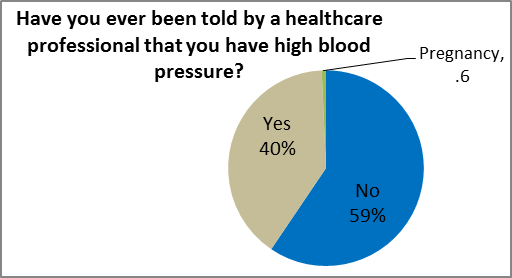 Have you ever been told by a healthcare
professional that you have high blood
pressure?
Pregnancy,
.6
Yes
40%
No
59%